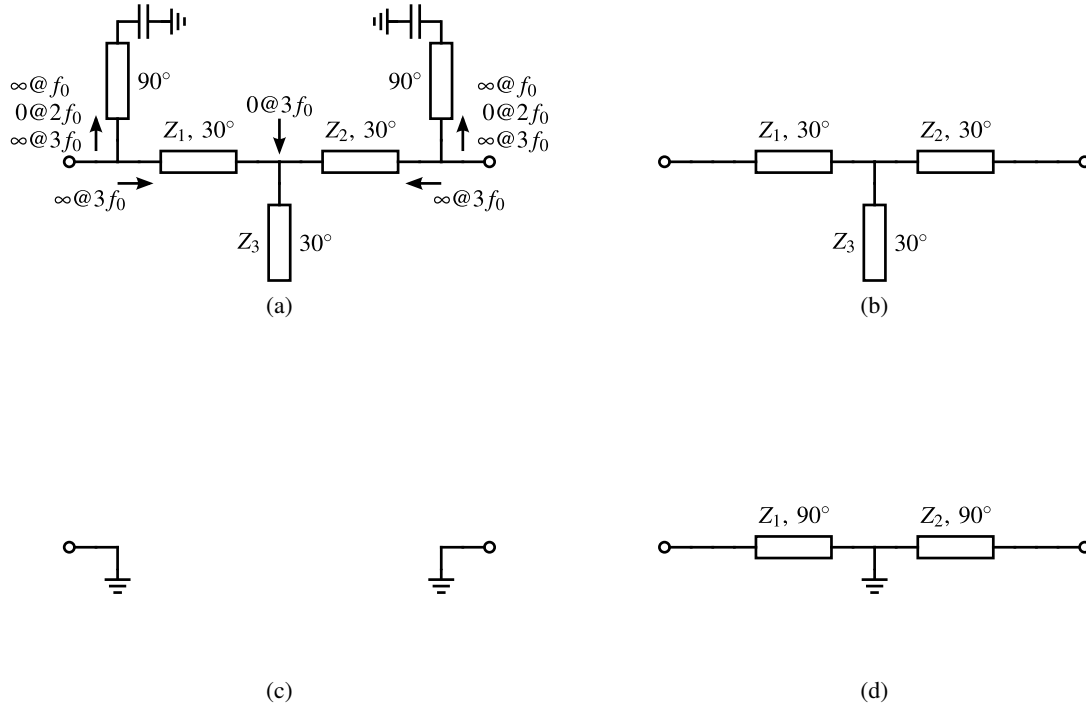 ∞@f₀
0@2f₀
∞@3f₀
90°
90°
∞@f₀
0@2f₀
∞@3f₀
0@3f₀
Z₁, 30°
Z₂, 30°
∞@3f₀
∞@3f₀
Z₃
30°
(a)
Z₁, 30°
Z₂, 30°
Z₃
30°
(b)
(c)
Z₁, 90°
Z₂, 90°
(d)